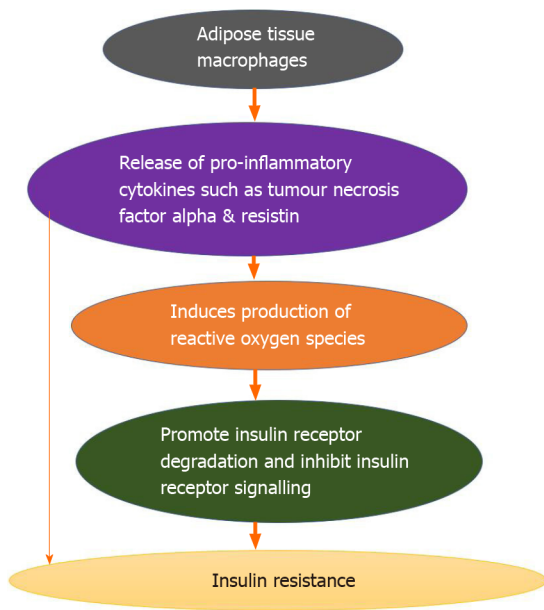 Adipose tissue
macrophages
Release of pro-inflammatory
cytokines such as tumour necrosis
factor alpha & resistin
Induces production of
reactive oxygen species
Promote insulin receptor
degradation and inhibit insulin
receptor signalling
Insulin resistance